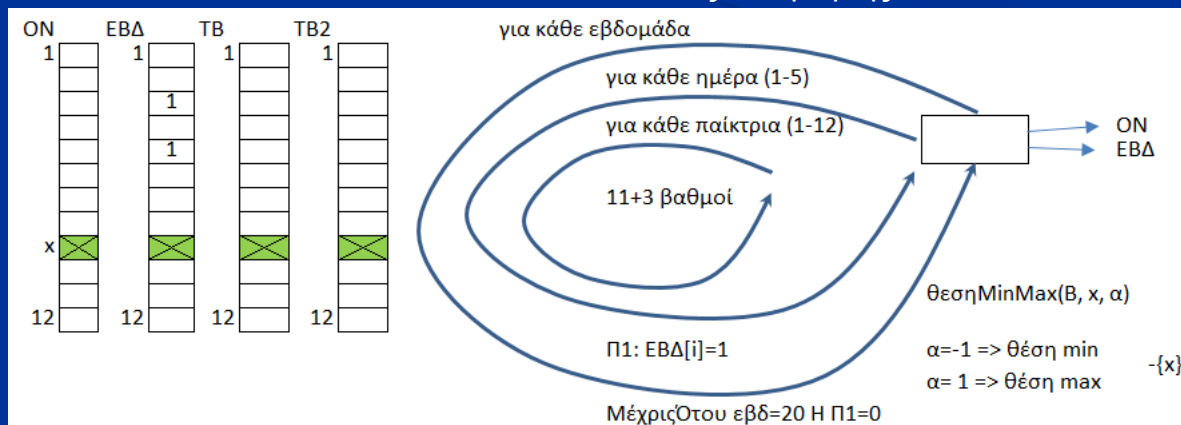 ΟΝ ΕΒΔ ΤΒ ΤΒ2
1 1 1 1
1
1
x
12 12 12 12
για κάθε εβδομάδα
για κάθε ημέρα (1-5)
για κάθε παίκτρια (1-12)
11+3 βαθμοί
ΟΝ
ΕΒΔ
θεσηMinMax(Β, x, α)
Π1: ΕΒΔ[i]=1
α=-1 => θέση min
α= 1 => θέση max
-{x}
ΜέχριςΌτου εβδ=20 Η Π1=0